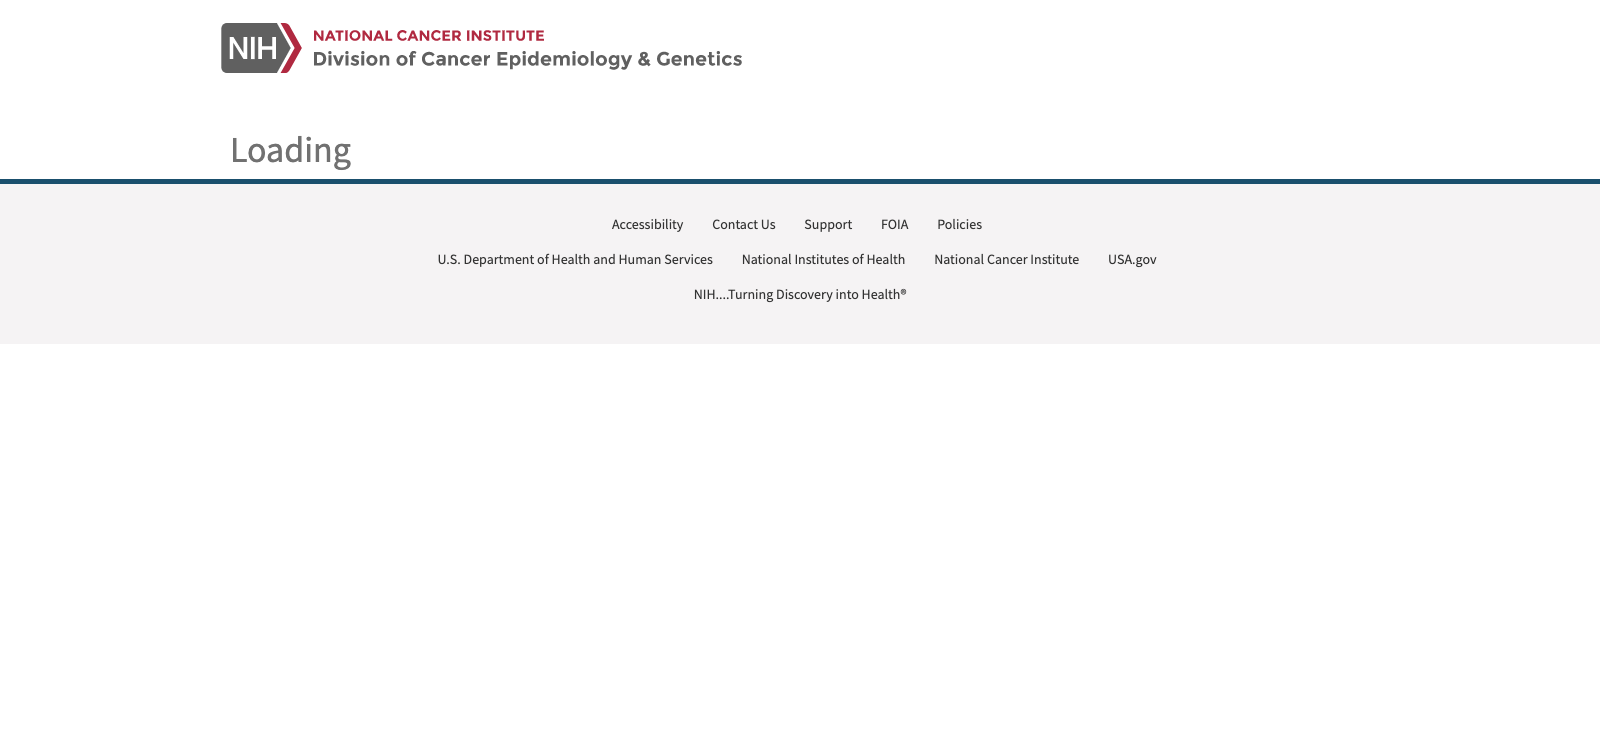 NIH
NATIONAL CANCER INSTITUTE
Division of Cancer Epidemiology & Genetics
Loading
Accessibility Contact Us Support FOIA Policies
U.S. Department of Health and Human Services National Institutes of Health National Cancer Institute USA.gov
NIH....Turning Discovery into Health®